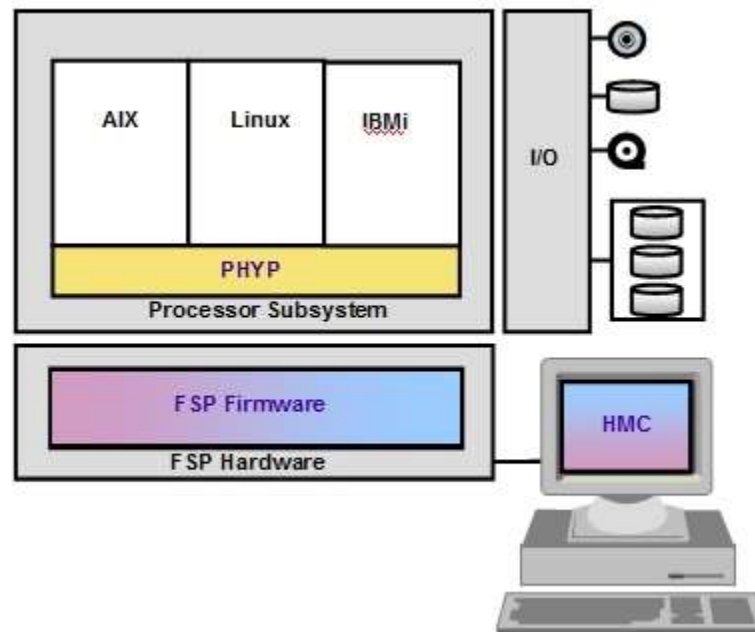 AIX
Linux
IBMi
I/O
PHYP
Processor Subsystem
FSP Firmware
FSP Hardware
HMC